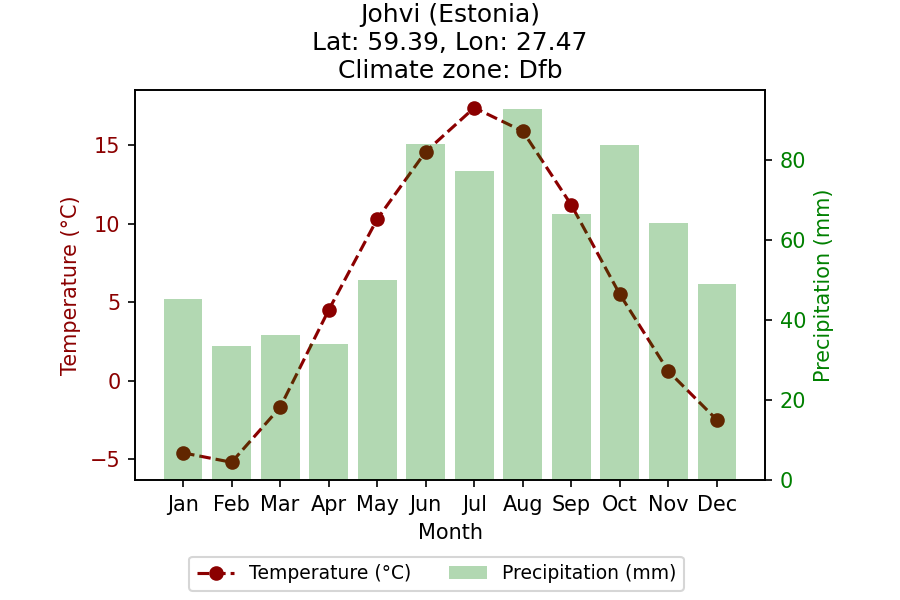 Johvi (Estonia)
Lat: 59.39, Lon: 27.47
Climate zone: Dfb
Temperature (°C)
15
10
5
0
−5
Precipitation (mm)
80
60
40
20
0
Jan Feb Mar Apr May Jun Jul Aug Sep Oct Nov Dec
Month
Temperature (°C) Precipitation (mm)